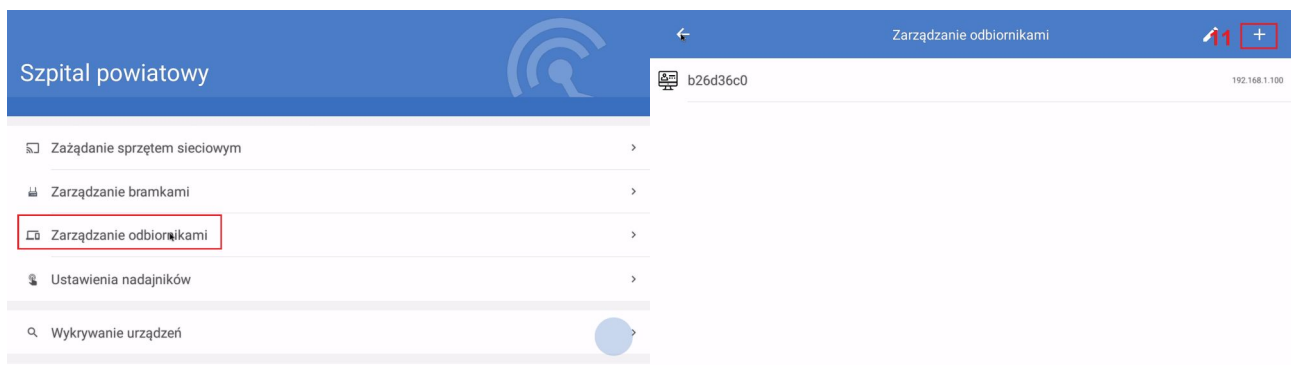 Szpital powiatowy
Zażądanie sprzętem sieciowym
Zarządzanie bramkami
Zarządzanie odbiornikami
Ustawienia nadajników
Wykrywanie urządzeń
Zarządzanie odbiornikami
11
b26d36c0
192.168.1.100